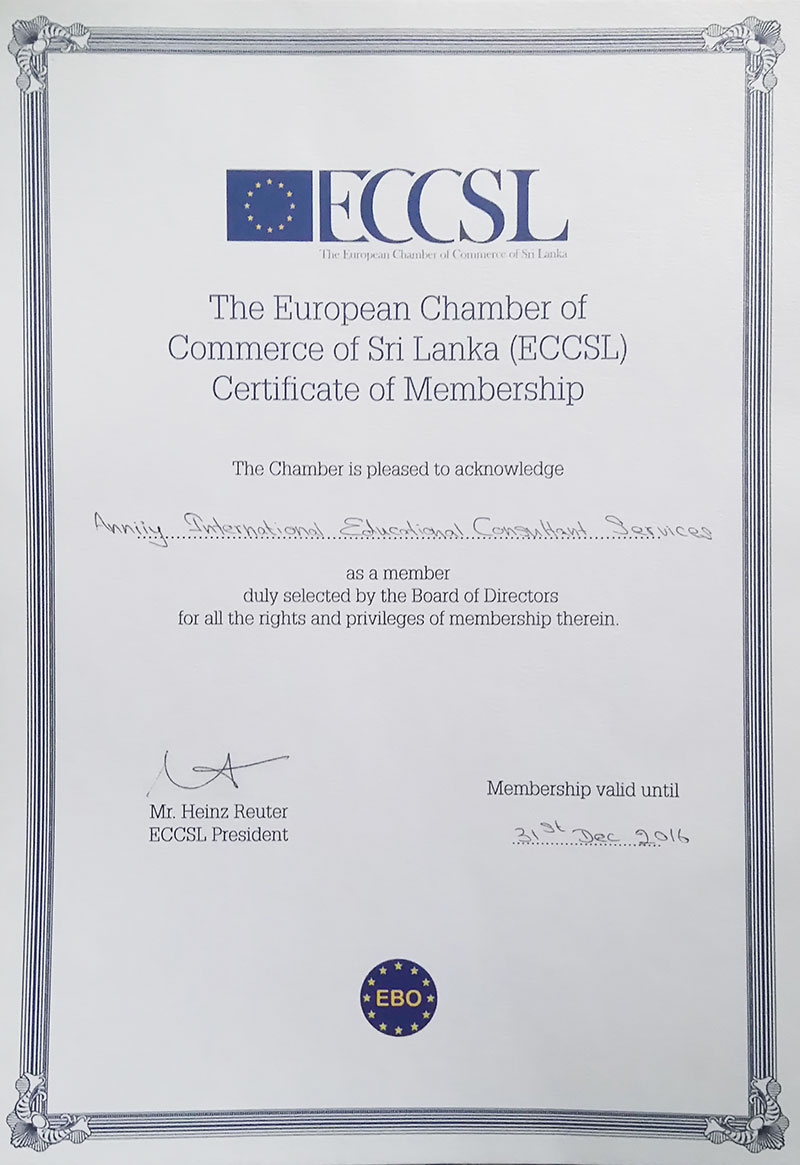 ECCSL
The European Chamber of Commerce of Sri Lanka
The European Chamber of
Commerce of Sri Lanka (ECCSL)
Certificate of Membership
The Chamber is pleased to acknowledge
Anniiy International Educational Consultant Services
as a member
duly selected by the Board of Directors
for all the rights and privileges of membership therein.
Mr. Heinz Reuter
ECCSL President
Membership valid until
31st Dec 2016
EBO